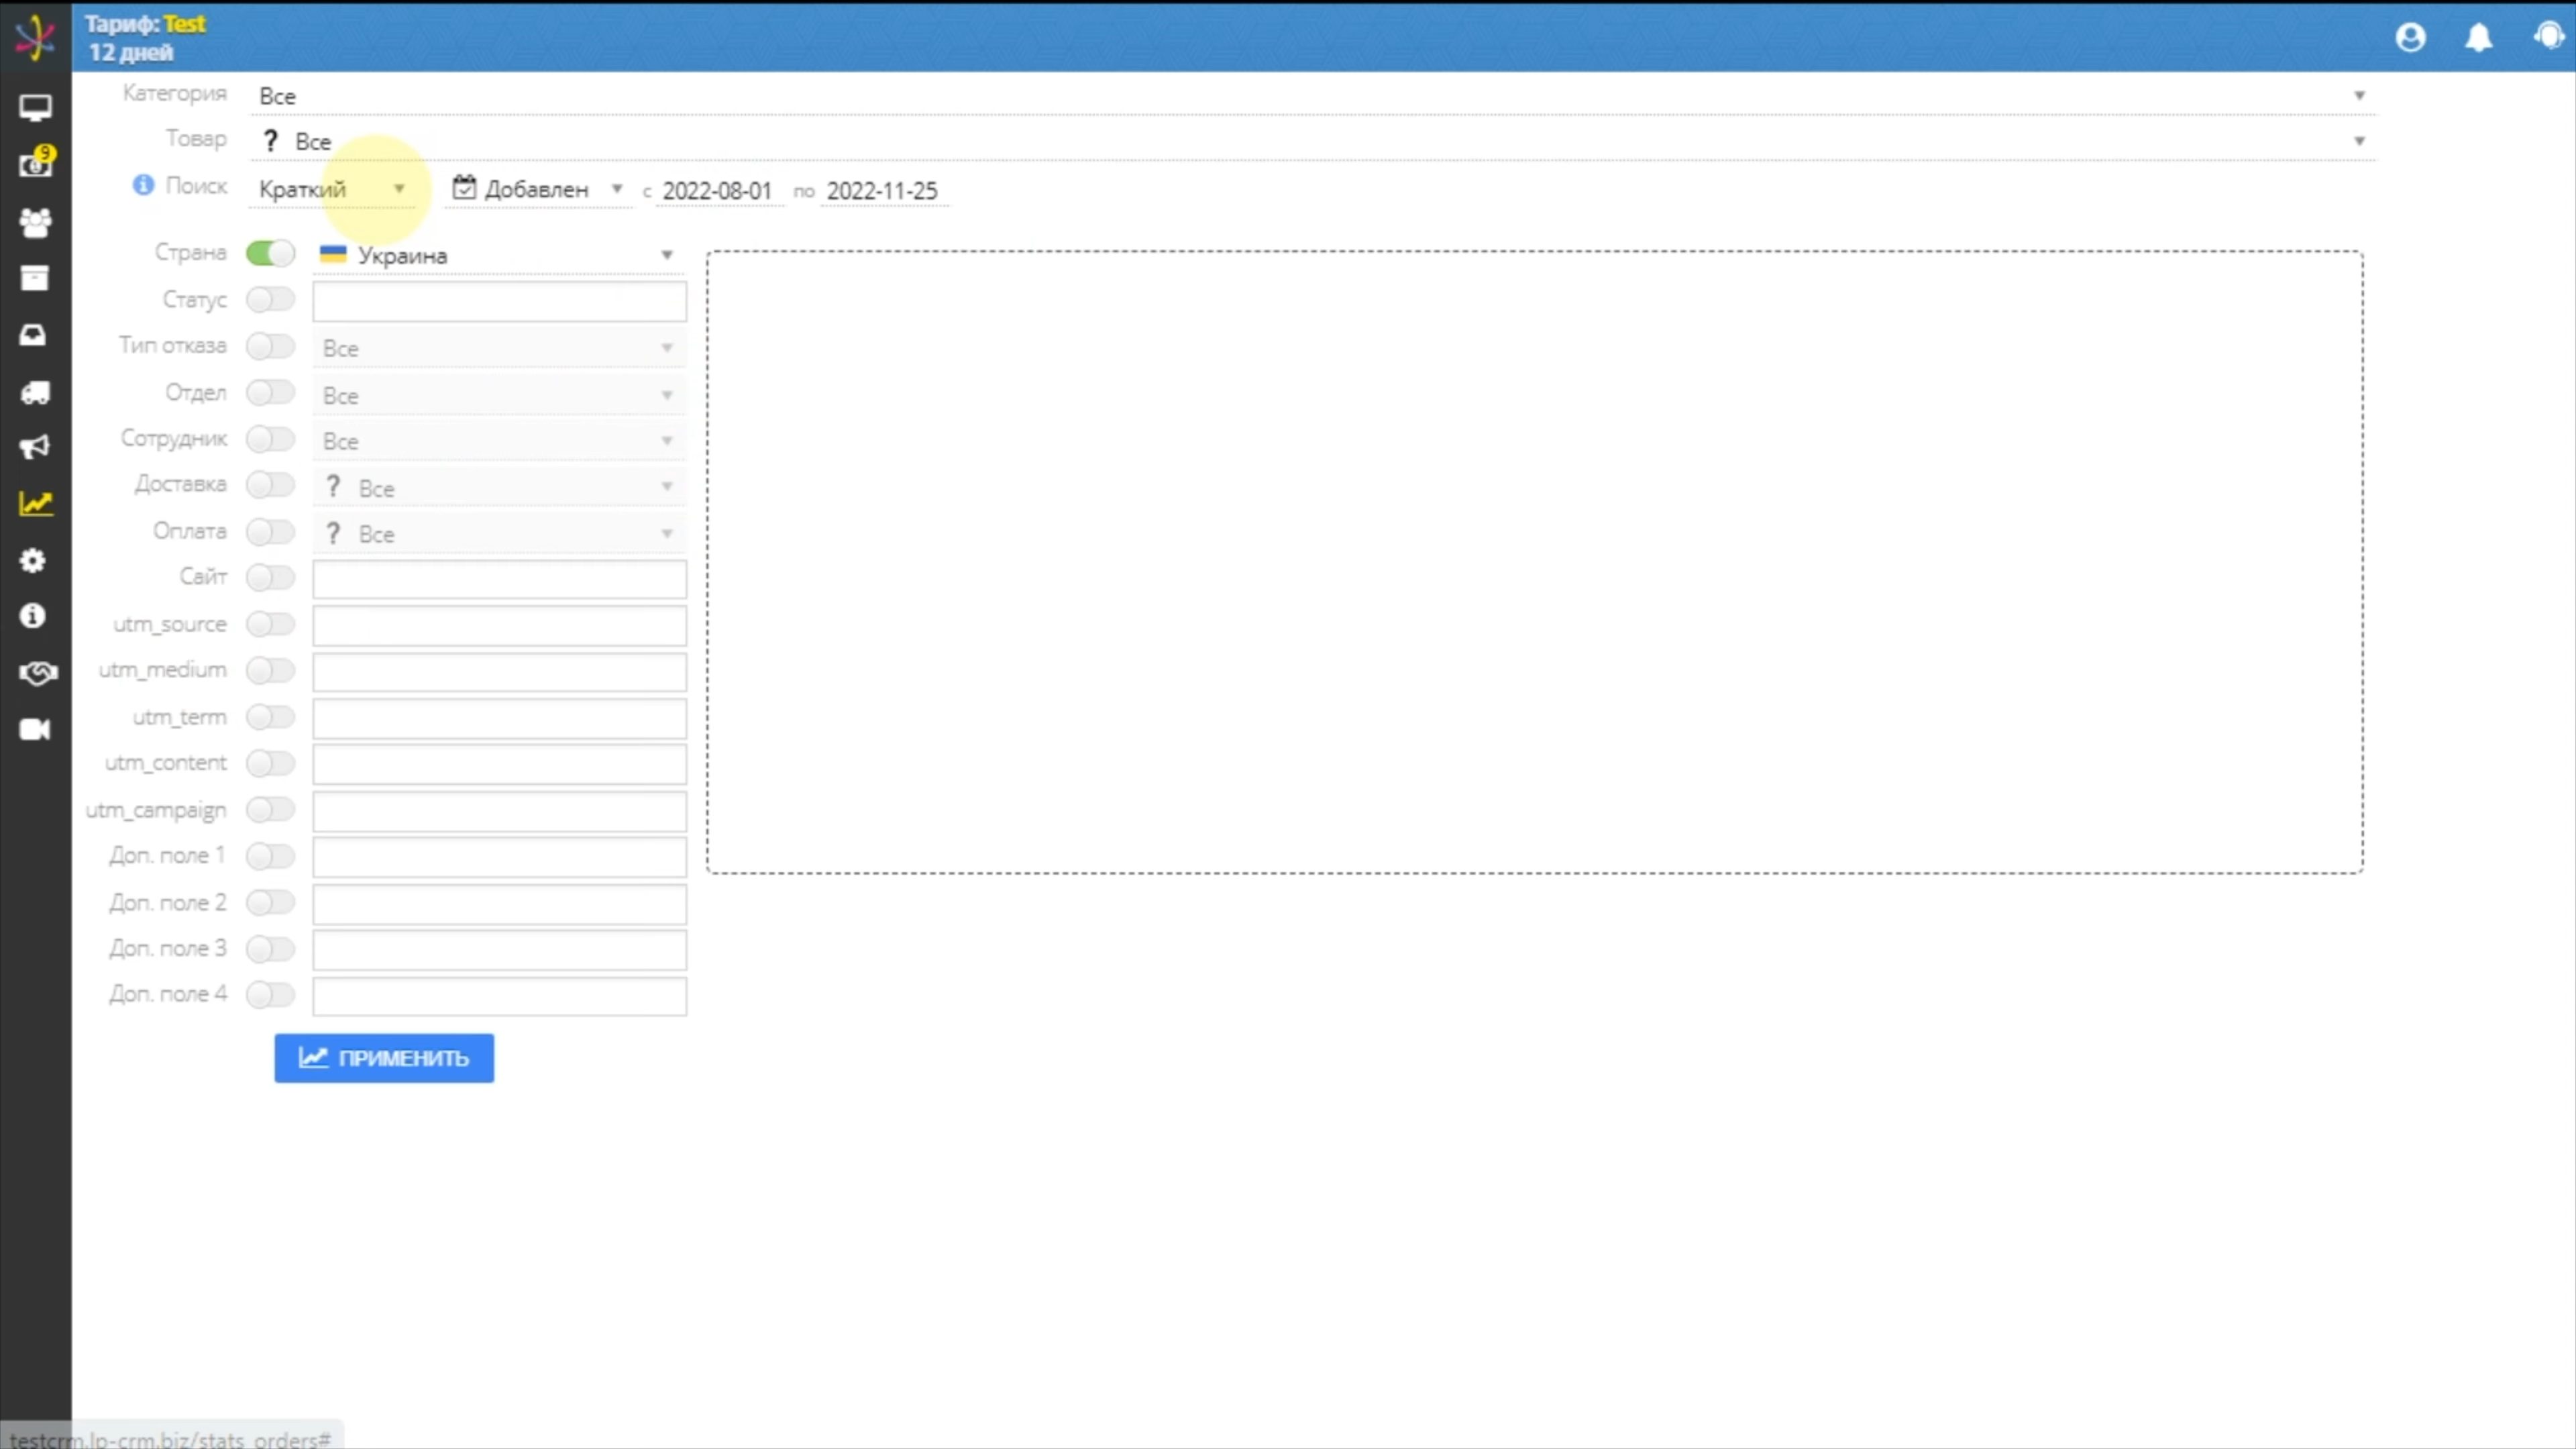 Тариф: Test
12 дней
9
Категория Все
Товар ? Все
Поиск Краткий Добавлен с 2022-08-01 по 2022-11-25
Страна Украина
Статус
Тип отказа Все
Отдел Все
Сотрудник Все
Доставка ? Все
Оплата ? Все
Сайт
utm_source
utm_medium
utm_term
utm_content
utm_campaign
Доп. поле 1
Доп. поле 2
Доп. поле 3
Доп. поле 4
ПРИМЕНИТЬ
testcrm.lp-crm.biz/stats_orders#